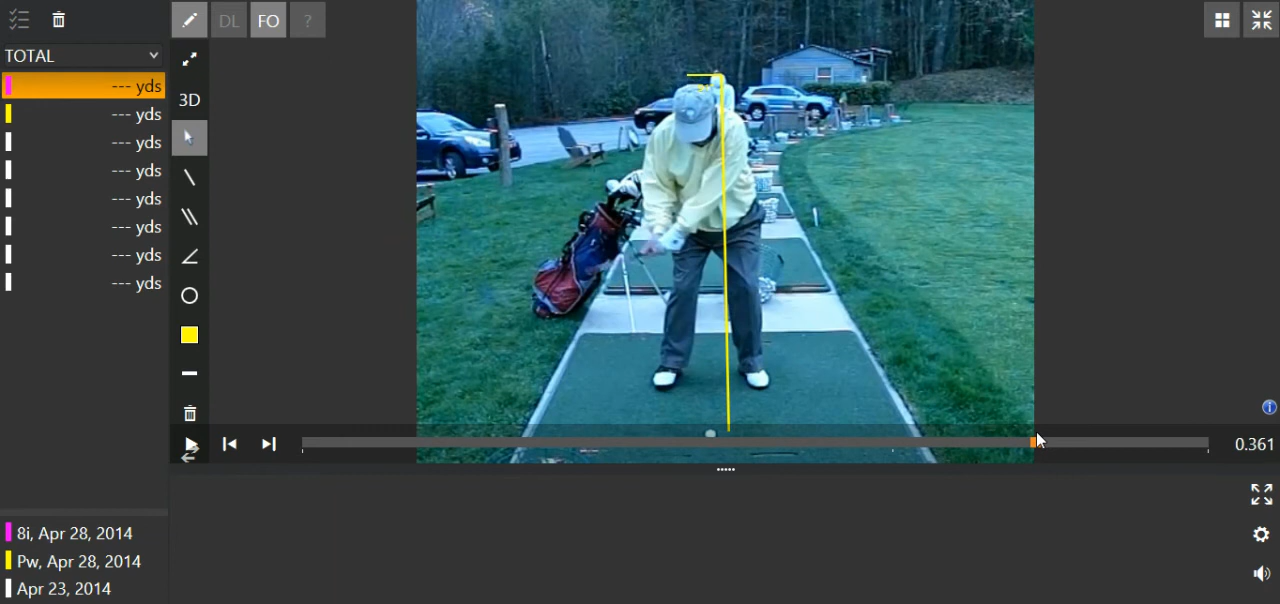 DL FO ?
TOTAL
--- yds
--- yds
--- yds
--- yds
--- yds
--- yds
--- yds
--- yds
3D
0.361
8i, Apr 28, 2014
Pw, Apr 28, 2014
Apr 23, 2014